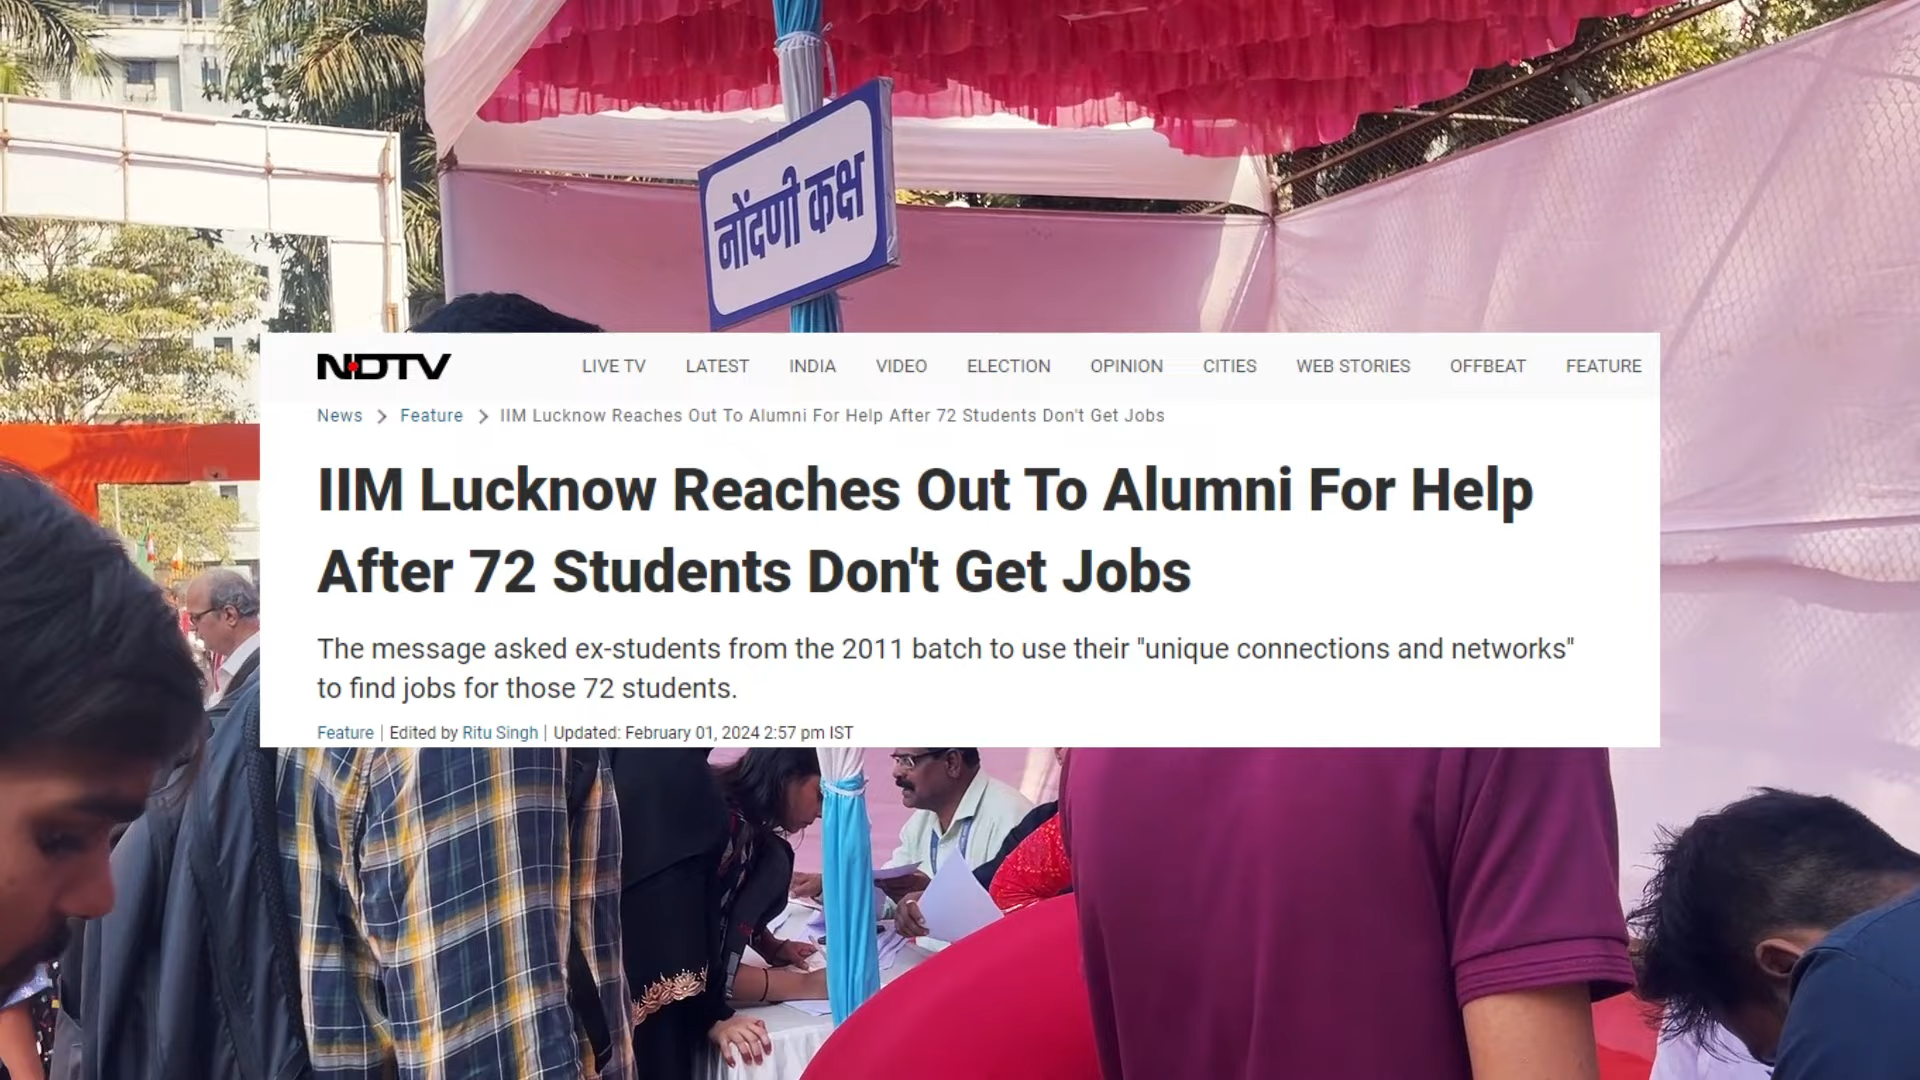 नोंदणी कक्ष
NDTV LIVE TV LATEST INDIA VIDEO ELECTION OPINION CITIES WEB STORIES OFFBEAT FEATURE
News > Feature > IIM Lucknow Reaches Out To Alumni For Help After 72 Students Don't Get Jobs
IIM Lucknow Reaches Out To Alumni For Help
After 72 Students Don't Get Jobs
The message asked ex-students from the 2011 batch to use their "unique connections and networks"
to find jobs for those 72 students.
Feature | Edited by Ritu Singh | Updated: February 01, 2024 2:57 pm IST